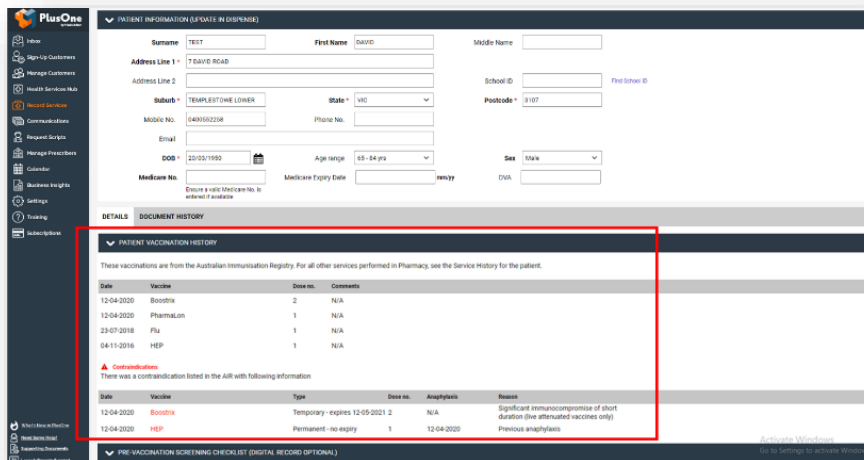 PlusOne
PATIENT INFORMATION (UPDATE IN DISPENSE)
Inbox
Sign-Up Customers
Manage Customers
Health Services Hub
Record Services
Communications
Request Scripts
Manage Prescribers
Calendar
Business Insights
Settings
Training
Subscriptions
What's New in PlusOne
Need Some Help?
Supporting Documents
Surname TEST First Name DAVID Middle Name
Address Line 1 * 7 DAVID ROAD
Address Line 2 School ID Find School ID
Suburb * TEMPLESTOWE LOWER State * VIC Postcode * 3107
Mobile No. 0400552258 Phone No.
Email
DOB * Age range 65 - 84 yrs Sex Male
Medicare No. Medicare Expiry Date mm/yy DVA
Ensure a valid Medicare No. is
entered if available
DETAILS DOCUMENT HISTORY
PATIENT VACCINATION HISTORY
These vaccinations are from the Australian Immunisation Registry. For all other services performed in Pharmacy, see the Service History for the patient.
Date Vaccine Dose no. Comments
12-04-2020 Boostrix 2 N/A
12-04-2020 PharmaLon 1 N/A
23-07-2018 Flu 1 N/A
04-11-2016 HEP 1 N/A
Contraindications
There was a contraindication listed in the AIR with following information
Date Vaccine Type Dose no. Anaphylaxis Reason
12-04-2020 Boostrix Temporary - expires 12-05-2021 2 N/A Significant immunocompromise of short
duration (live attenuated vaccines only)
12-04-2020 HEP Permanent - no expiry 1 12-04-2020 Previous anaphylaxis
PRE-VACCINATION SCREENING CHECKLIST (DIGITAL RECORD OPTIONAL)
Activate Windows
Go to Settings to activate Windows